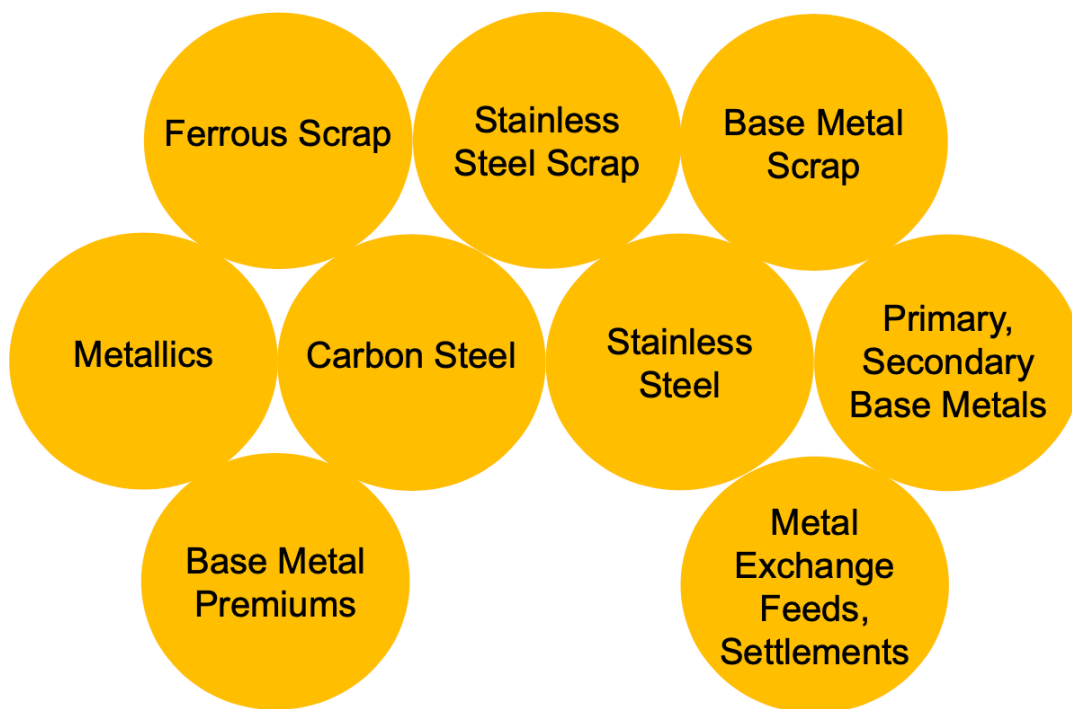 Ferrous Scrap
Stainless
Steel Scrap
Base Metal
Scrap
Metallics
Carbon Steel
Stainless
Steel
Primary,
Secondary
Base Metals
Base Metal
Premiums
Metal
Exchange
Feeds,
Settlements